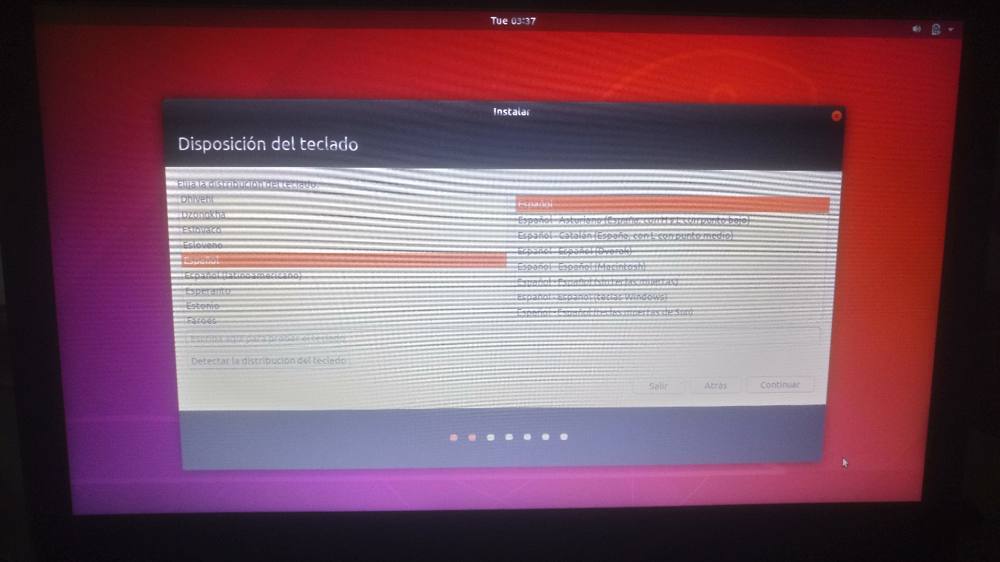 Tue 03:37
Instalar
Disposición del teclado
Elija la distribución del teclado:
Dhivehi
Dzongkha
Eslovaco
Esloveno
Español
Español (latinoamericano)
Esperanto
Estonio
Faroés
Español
Español - Asturiano (España, con H y L con punto bajo)
Español - Catalán (España, con L con punto medio)
Español - Español (Dvorak)
Español - Español (Macintosh)
Español - Español (sin teclas muertas)
Español - Español (teclas Windows)
Español - Español (teclas muertas de Sun)
Escriba aquí para probar el teclado
Detectar la distribución del teclado
Salir
Atrás
Continuar